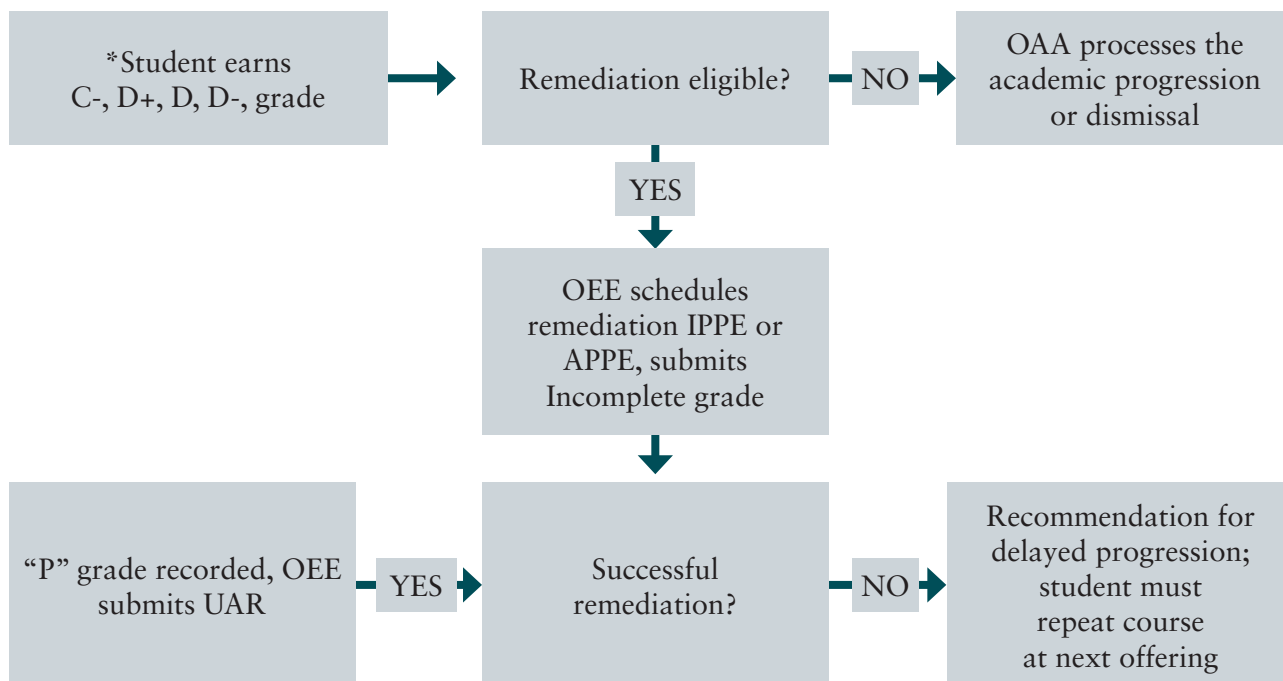 *Student earns
C-, D+, D, D-, grade
Remediation eligible?
NO
OAA processes the
academic progression
or dismissal
YES
OEE schedules
remediation IPPE or
APPE, submits
Incomplete grade
“P” grade recorded, OEE
submits UAR
YES
Successful
remediation?
NO
Recommendation for
delayed progression;
student must
repeat course
at next offering